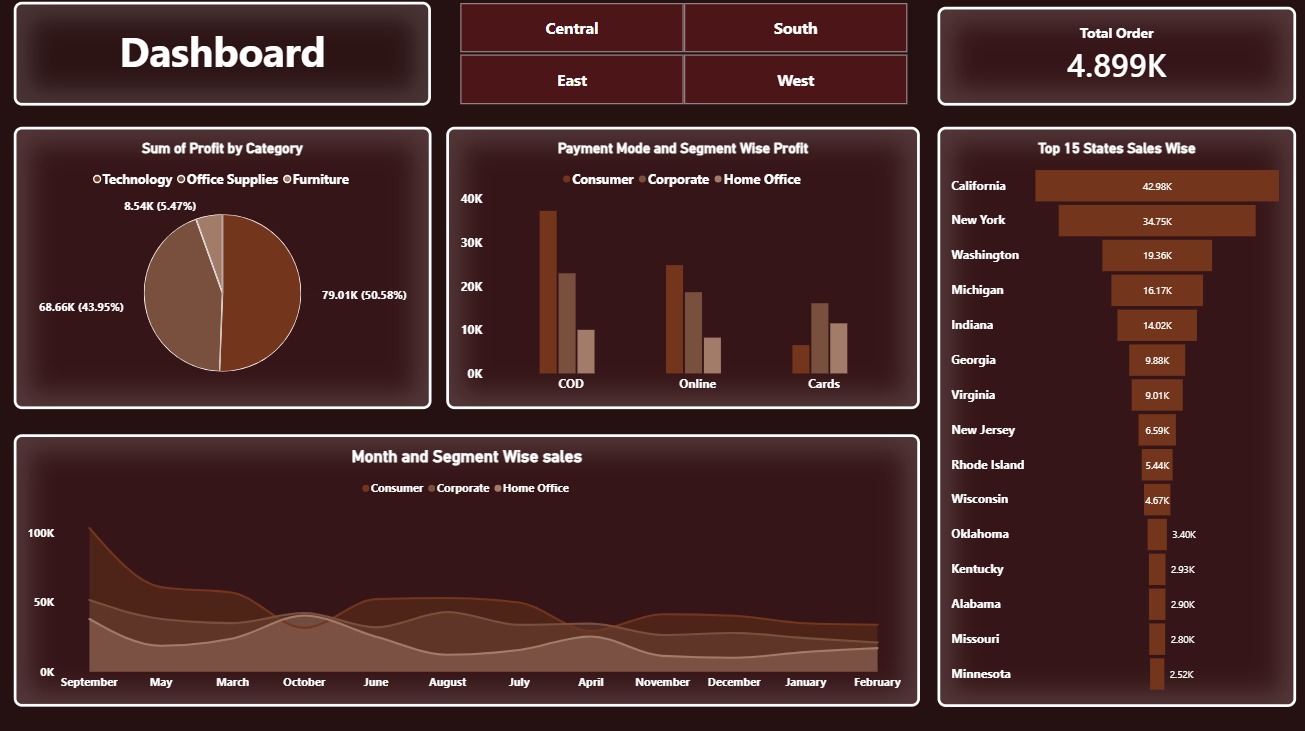 Dashboard
Central
South
East
West
Total Order
4.899K
Sum of Profit by Category
Technology Office Supplies Furniture
8.54K (5.47%)
79.01K (50.58%)
68.66K (43.95%)
Payment Mode and Segment Wise Profit
Consumer Corporate Home Office
40K
30K
20K
10K
0K
COD Online Cards
Top 15 States Sales Wise
California 42.98K
New York 34.75K
Washington 19.36K
Michigan 16.17K
Indiana 14.02K
Georgia 9.88K
Virginia 9.01K
New Jersey 6.59K
Rhode Island 5.44K
Wisconsin 4.67K
Oklahoma 3.40K
Kentucky 2.93K
Alabama 2.90K
Missouri 2.80K
Minnesota 2.52K
Month and Segment Wise sales
Consumer Corporate Home Office
100K
50K
0K
September May March October June August July April November December January February